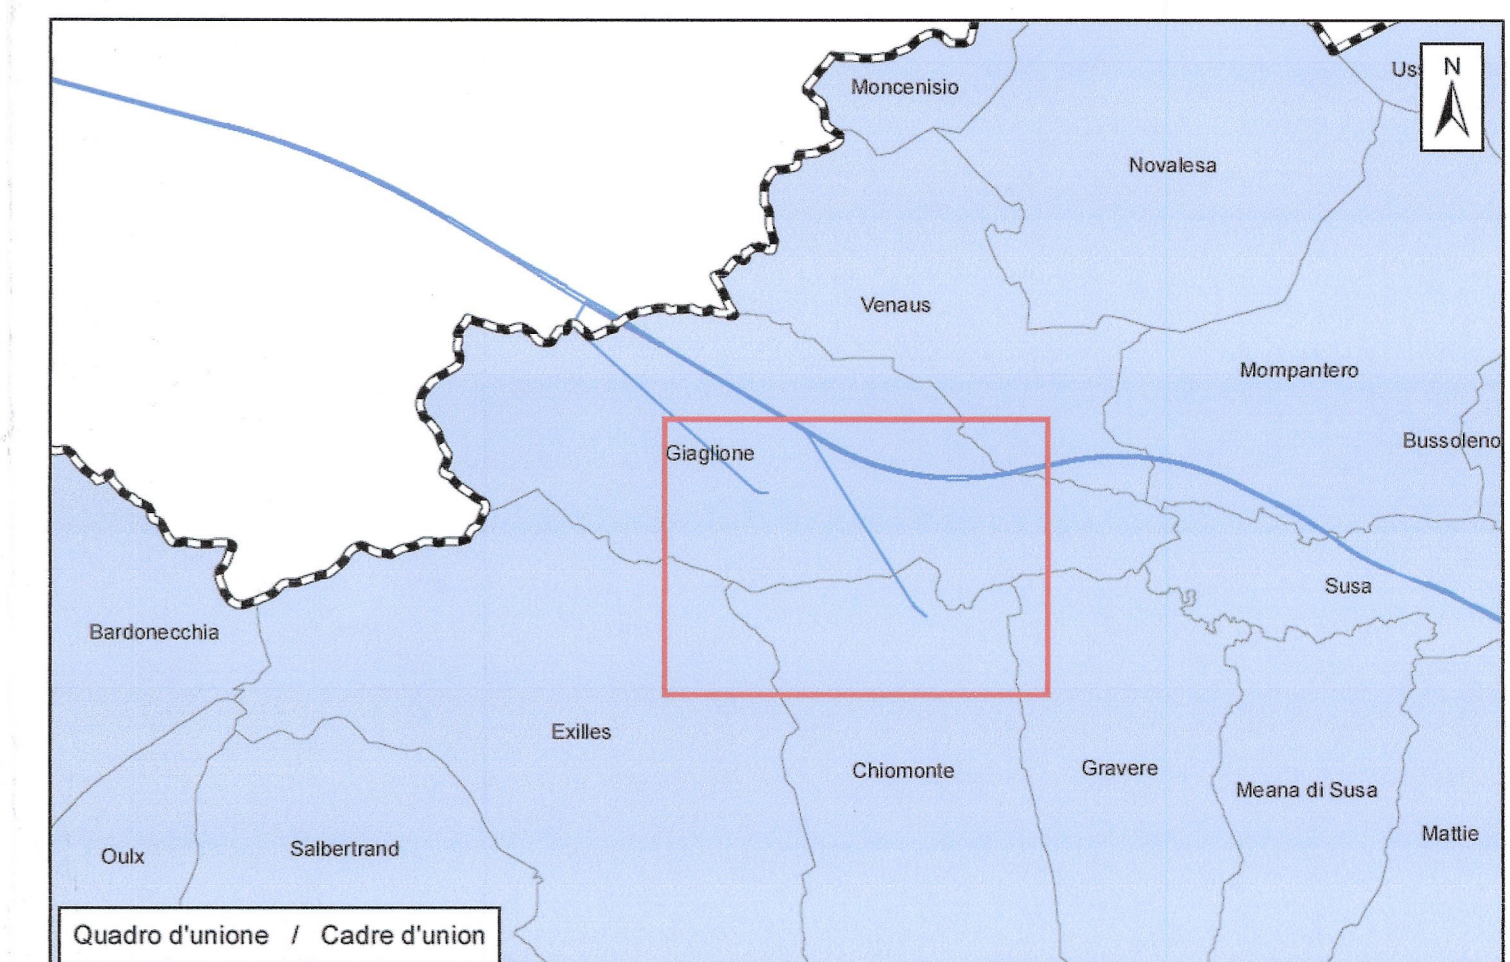 Moncenisio
Us
N
Novalesa
Venaus
Mompantero
Bussoleno
Giaglione
Susa
Bardonecchia
Exilles
Chiomonte
Gravere
Meana di Susa
Mattie
Salbertrand
Oulx
Quadro d'unione / Cadre d'union